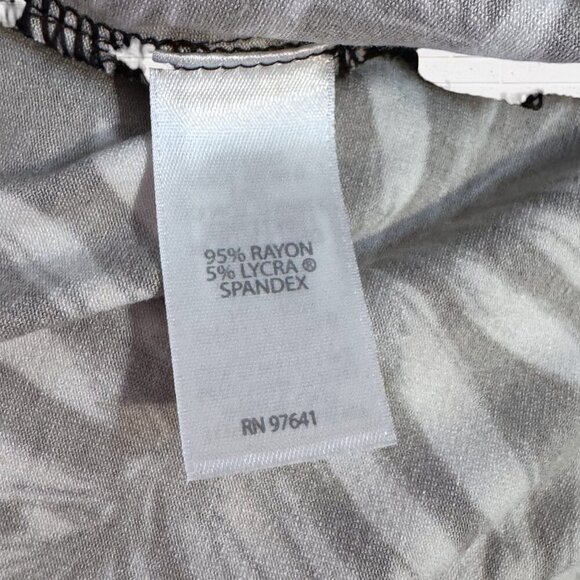 95% RAYON
5% LYCRA ®
SPANDEX
RN 97641